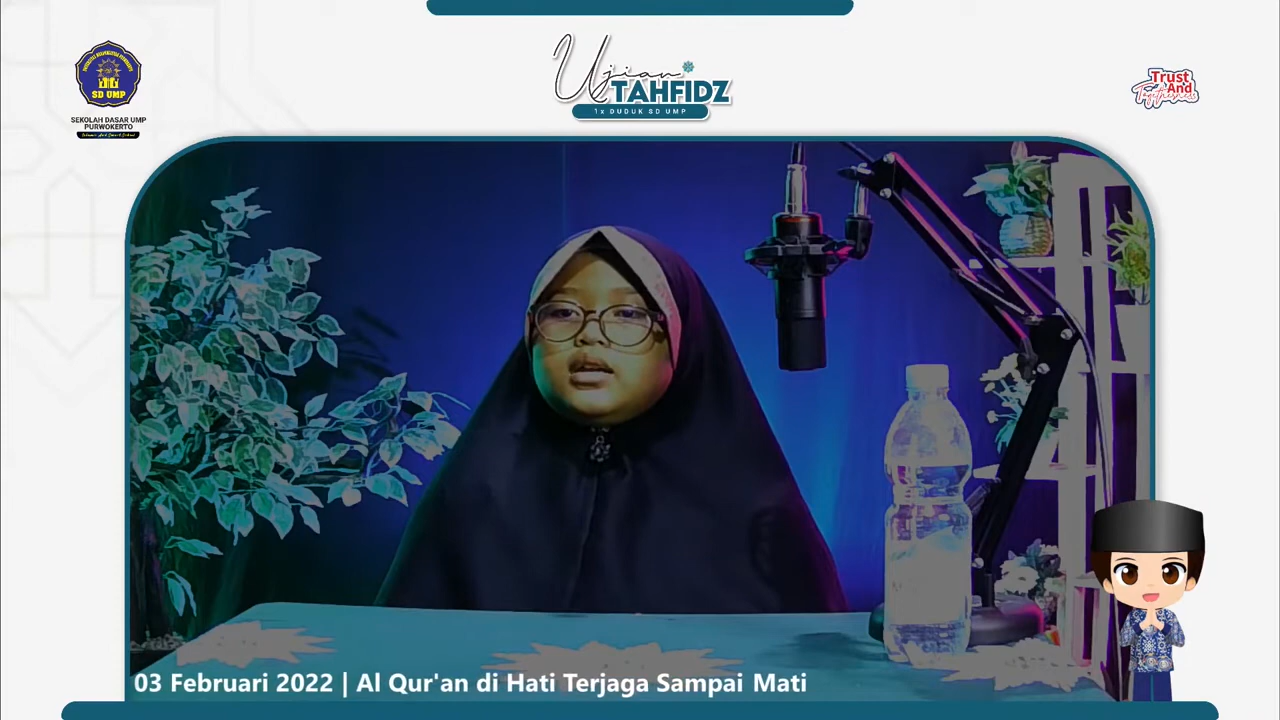 Ujian
TAHFIDZ
1x DUDUK SD UMP
SD UMP
SEKOLAH DASAR UMP
PURWOKERTO
Trust
And
Togetherness
03 Februari 2022 | Al Qur'an di Hati Terjaga Sampai Mati